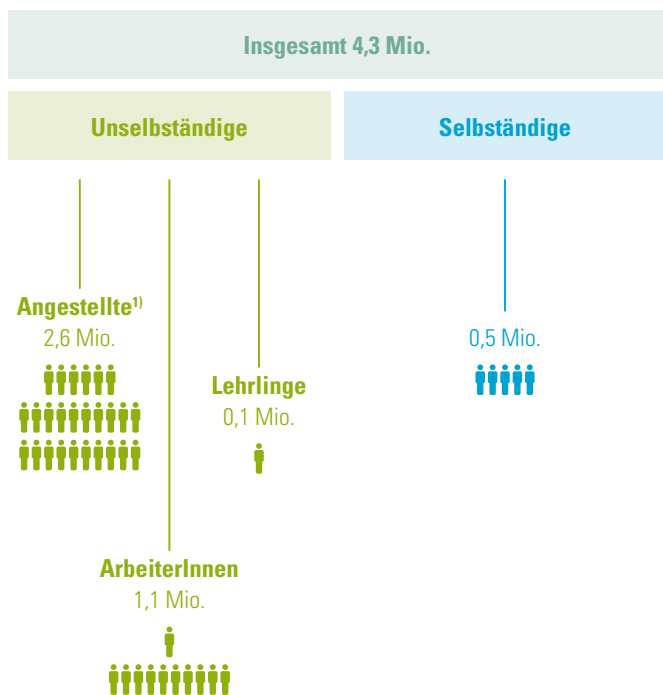 Insgesamt 4,3 Mio.
Unselbständige
Selbständige
Angestellte¹⁾
2,6 Mio.
0,5 Mio.
Lehrlinge
0,1 Mio.
ArbeiterInnen
1,1 Mio.